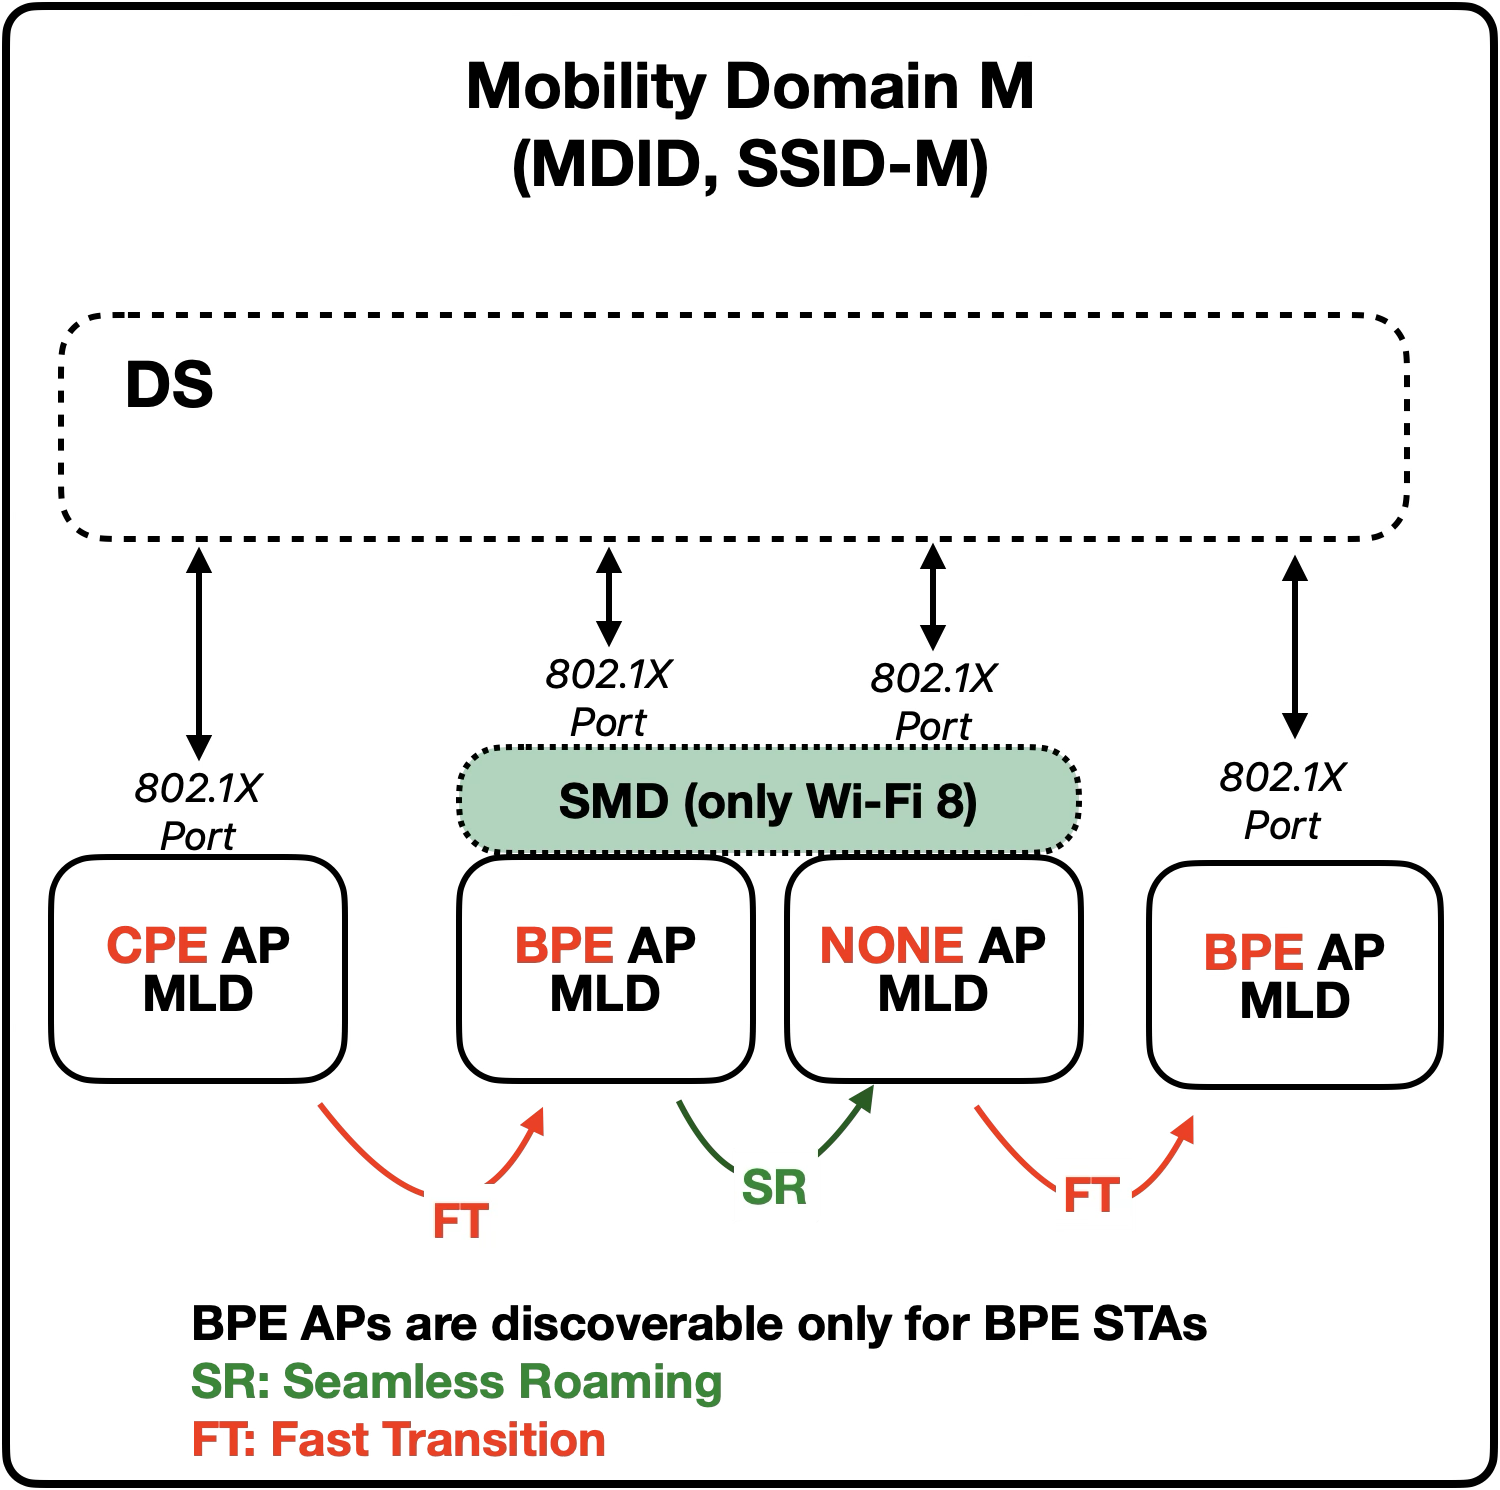 Mobility Domain M
(MDID, SSID-M)
DS
802.1X
Port
802.1X
Port
802.1X
Port
802.1X
Port
SMD (only Wi-Fi 8)
CPE AP
MLD
BPE AP
MLD
NONE AP
MLD
BPE AP
MLD
FT
SR
FT
BPE APs are discoverable only for BPE STAs
SR: Seamless Roaming
FT: Fast Transition